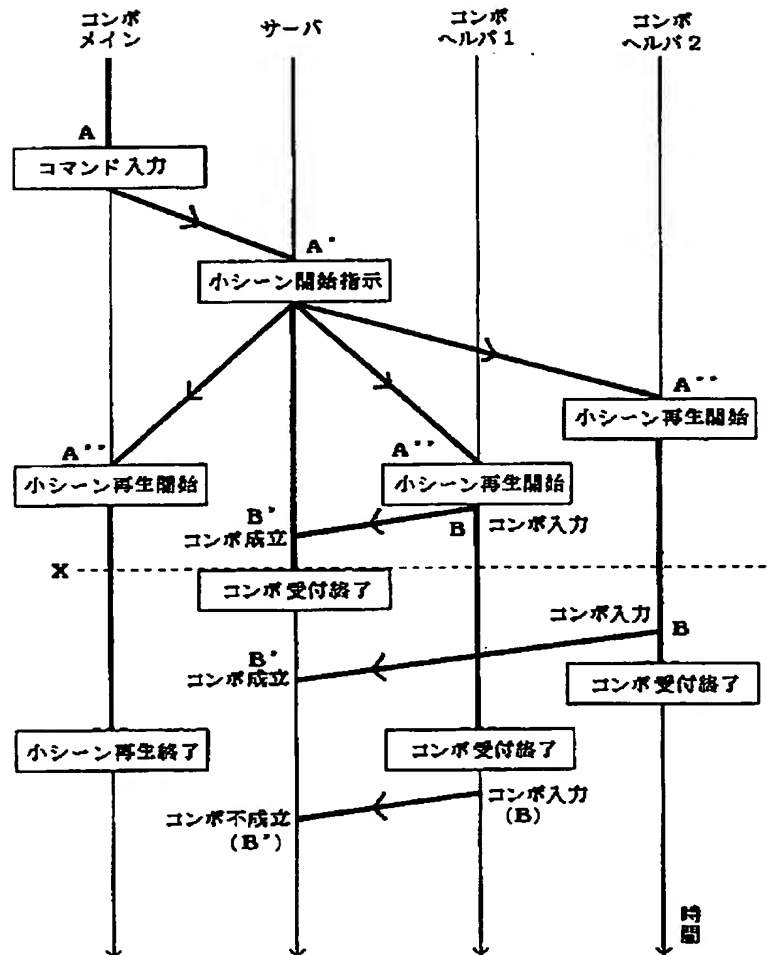 コンボ
メイン
サーバ
コンボ
ヘルパ1
コンボ
ヘルパ2
A
コマンド入力
A'
小シーン開始指示
A''
小シーン再生開始
A''
小シーン再生開始
A''
小シーン再生開始
B'
コンボ成立
B
コンボ入力
X
コンボ受付終了
コンボ入力
B
B'
コンボ成立
コンボ受付終了
小シーン再生終了
コンボ受付終了
コンボ不成立
(B')
コンボ入力
(B)
時間